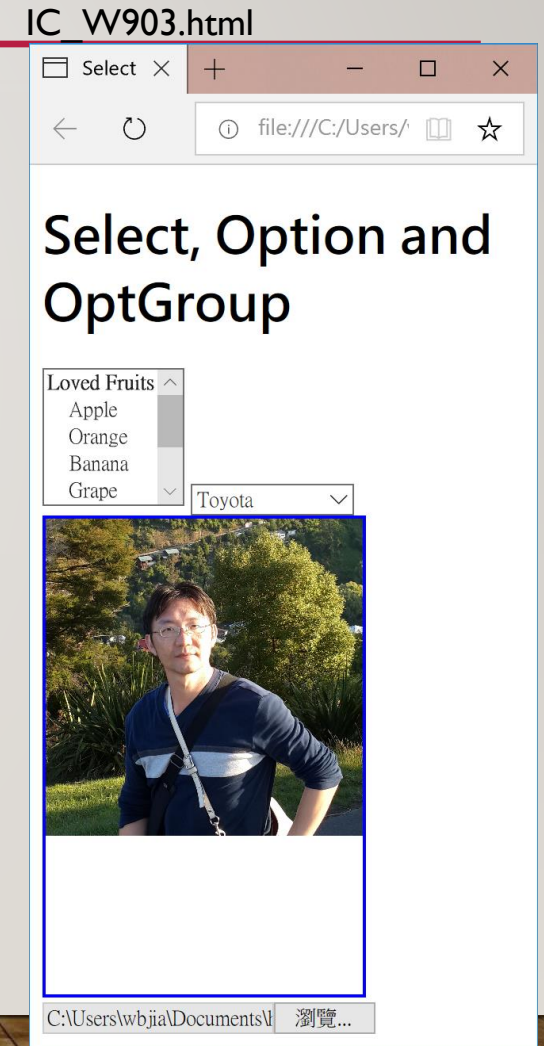 IC_W903.html
Select
file:///C:/Users/
Select, Option and
OptGroup
Loved Fruits
Apple
Orange
Banana
Grape
Toyota
C:\Users\wbjia\Documents\
瀏覽...